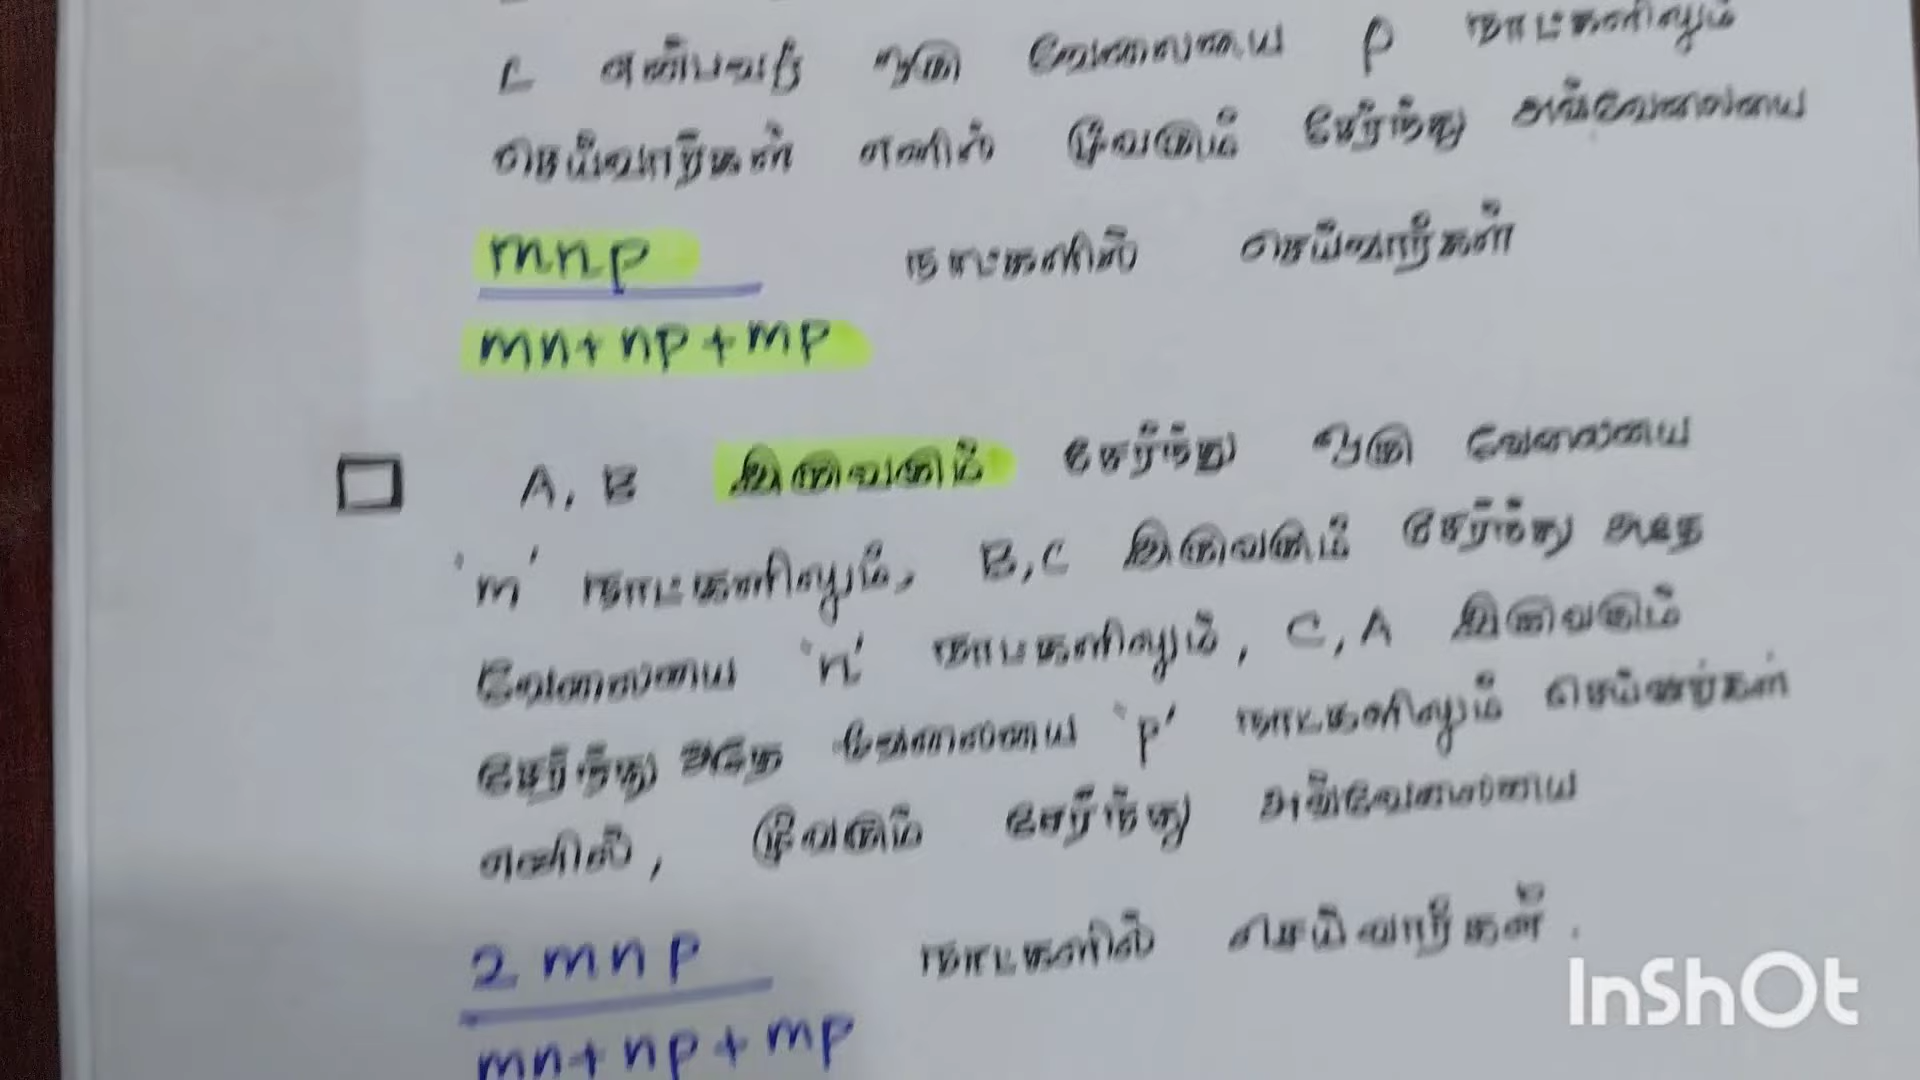 C என்பவர் ஒரு வேலையை p நாட்களிலும்
செய்வார்கள் எனில் மூவரும் சேர்ந்து அவ்வேலையை
mnp நாட்களில் செய்வார்கள்
mn+np+mp
A, B இருவரும் சேர்ந்து ஒரு வேலையை
'm' நாட்களிலும், B,C இருவரும் சேர்ந்து அதே
வேலையை 'n' நாட்களிலும், C,A இருவரும்
சேர்ந்து அதே வேலையை 'p' நாட்களிலும் செய்வர்கள்
எனில், மூவரும் சேர்ந்து அவ்வேலையை
2mnp நாட்களில் செய்வார்கள்.
mn+np+mp
InShOt